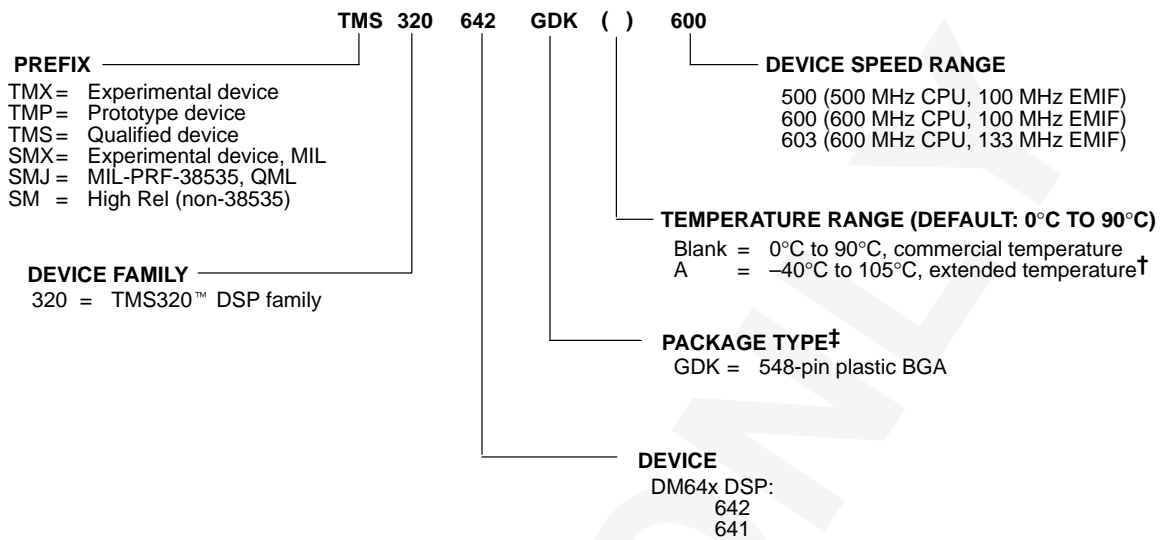 TMS 320 642 GDK ( ) 600
PREFIX
TMX = Experimental device
TMP = Prototype device
TMS = Qualified device
SMX = Experimental device, MIL
SMJ = MIL-PRF-38535, QML
SM = High Rel (non-38535)
DEVICE SPEED RANGE
500 (500 MHz CPU, 100 MHz EMIF)
600 (600 MHz CPU, 100 MHz EMIF)
603 (600 MHz CPU, 133 MHz EMIF)
TEMPERATURE RANGE (DEFAULT: 0°C TO 90°C)
Blank = 0°C to 90°C, commercial temperature
A = –40°C to 105°C, extended temperature†
DEVICE FAMILY
320 = TMS320™ DSP family
PACKAGE TYPE‡
GDK = 548-pin plastic BGA
DEVICE
DM64x DSP:
642
641